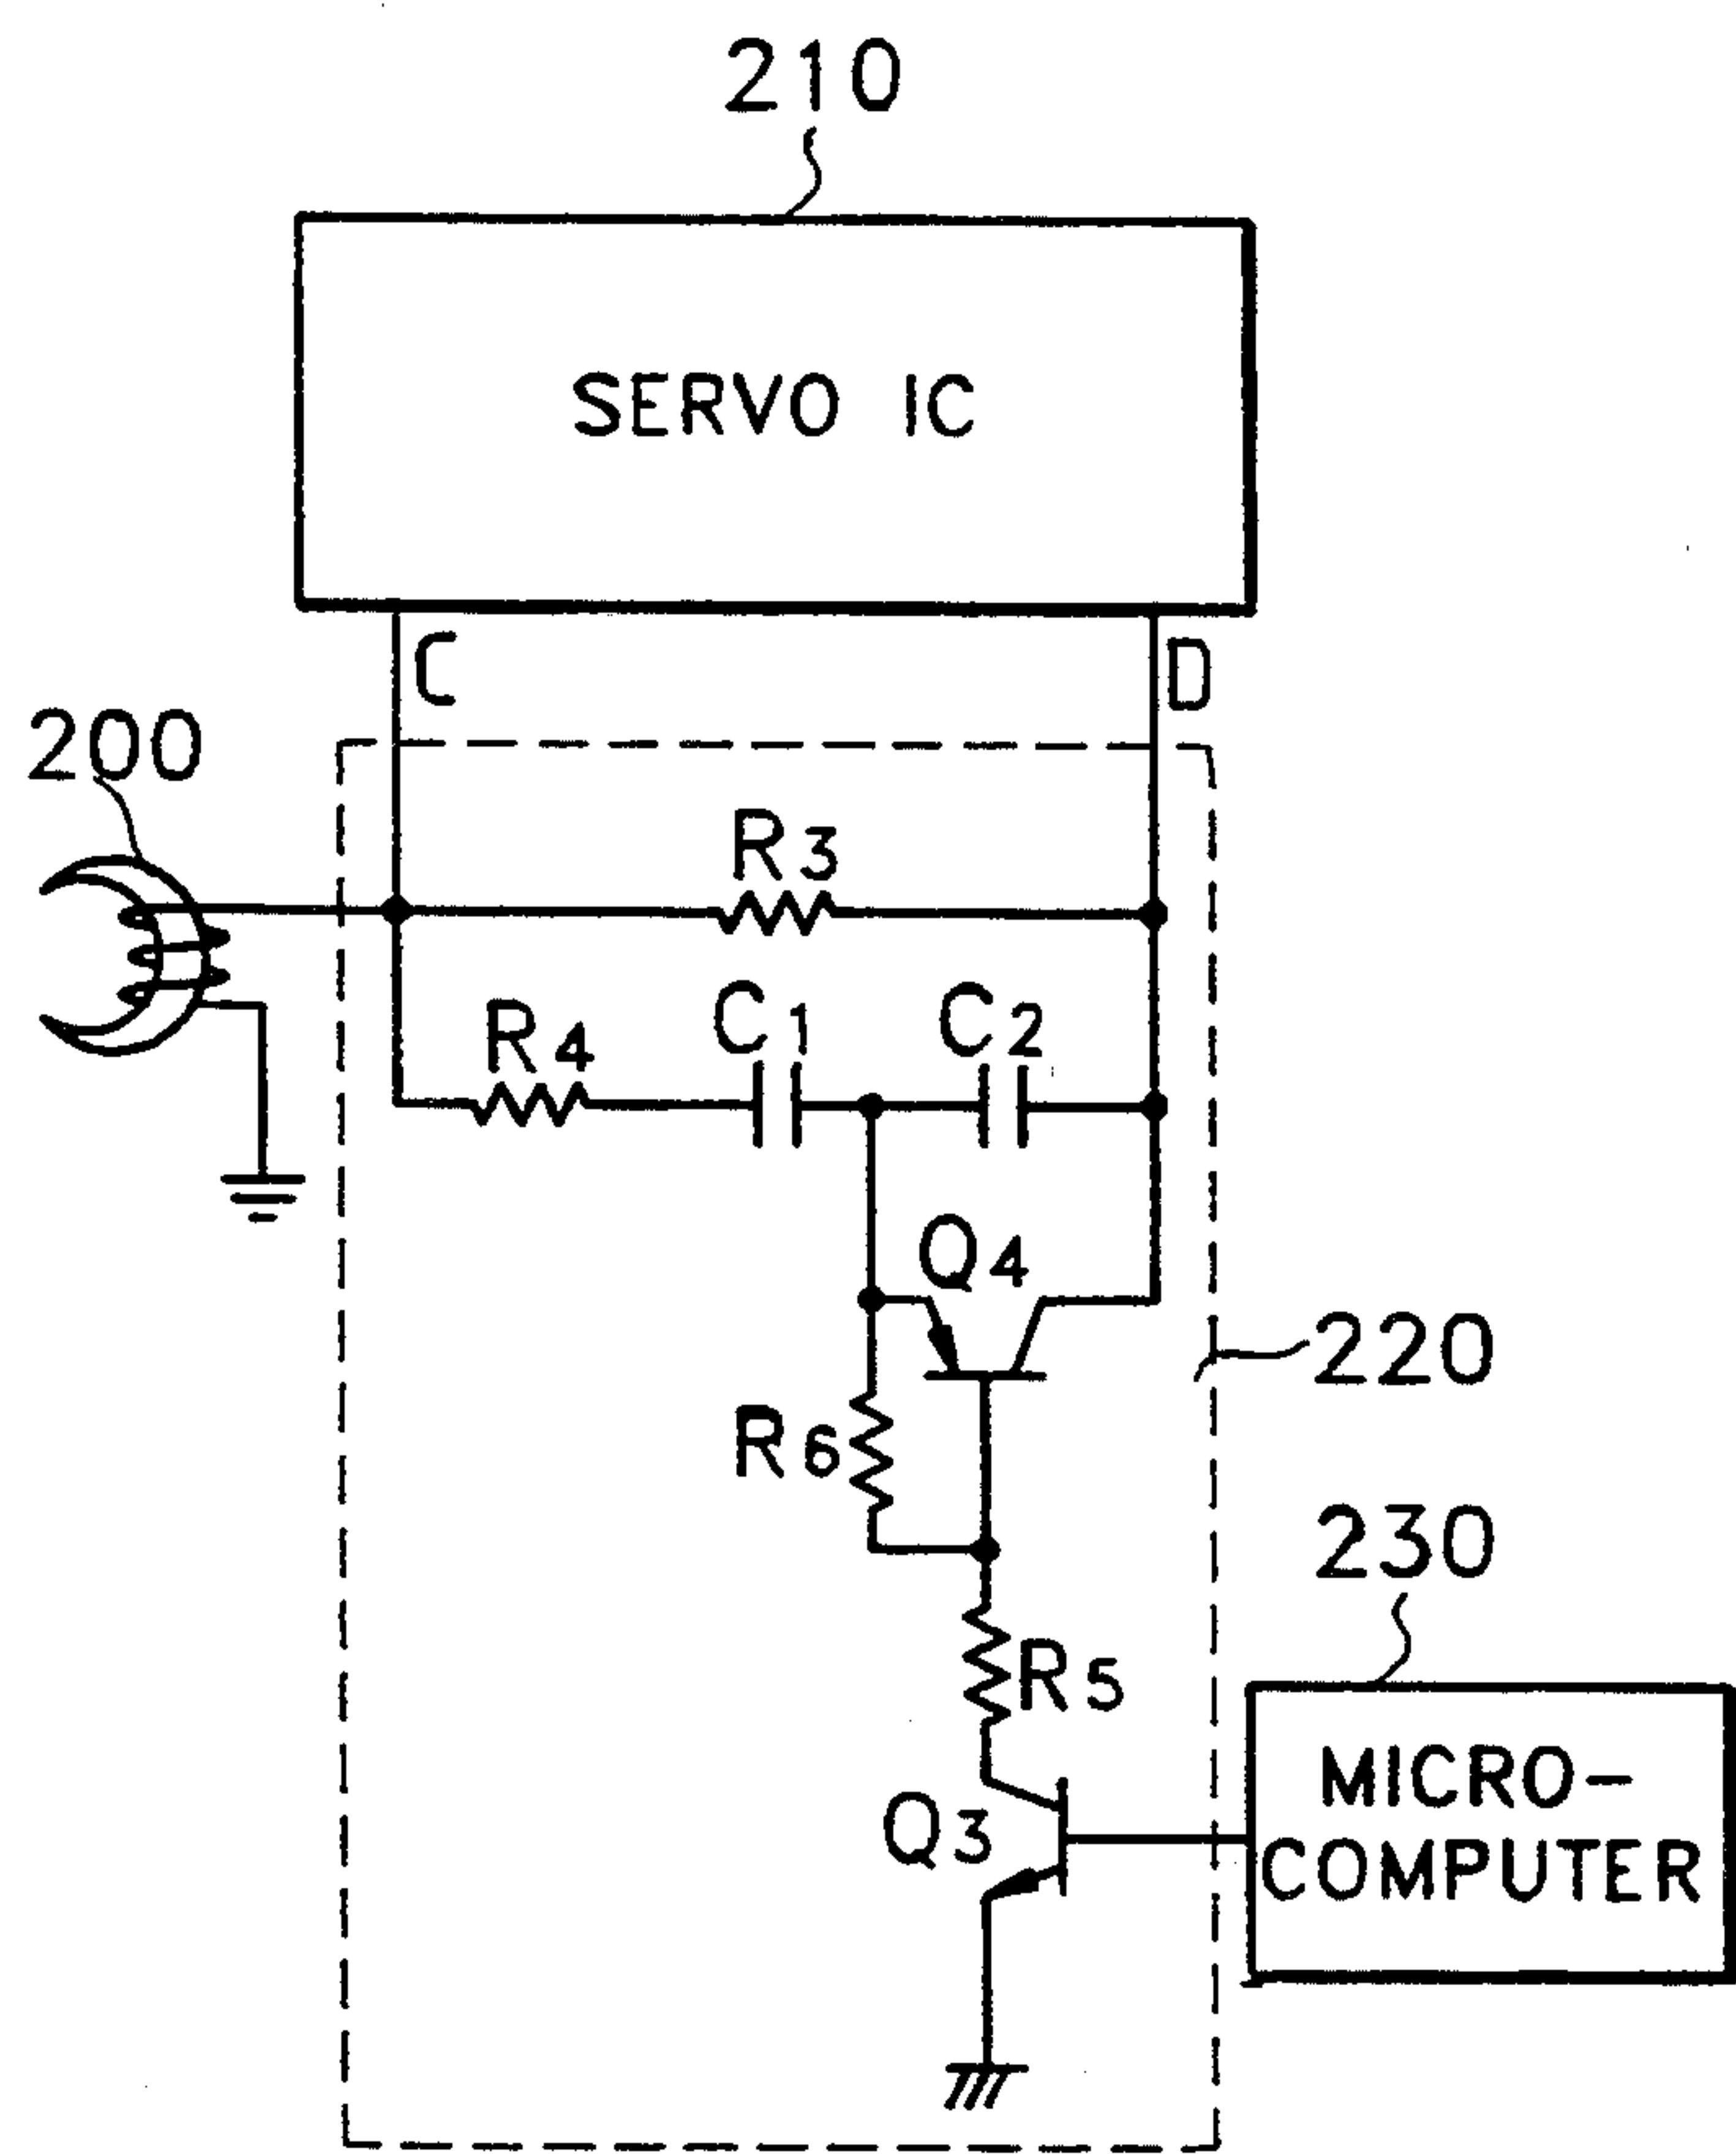 210
SERVO IC
C
D
200
R3
R4
C1
C2
Q4
220
R6
230
R5
MICRO-
COMPUTER
Q3